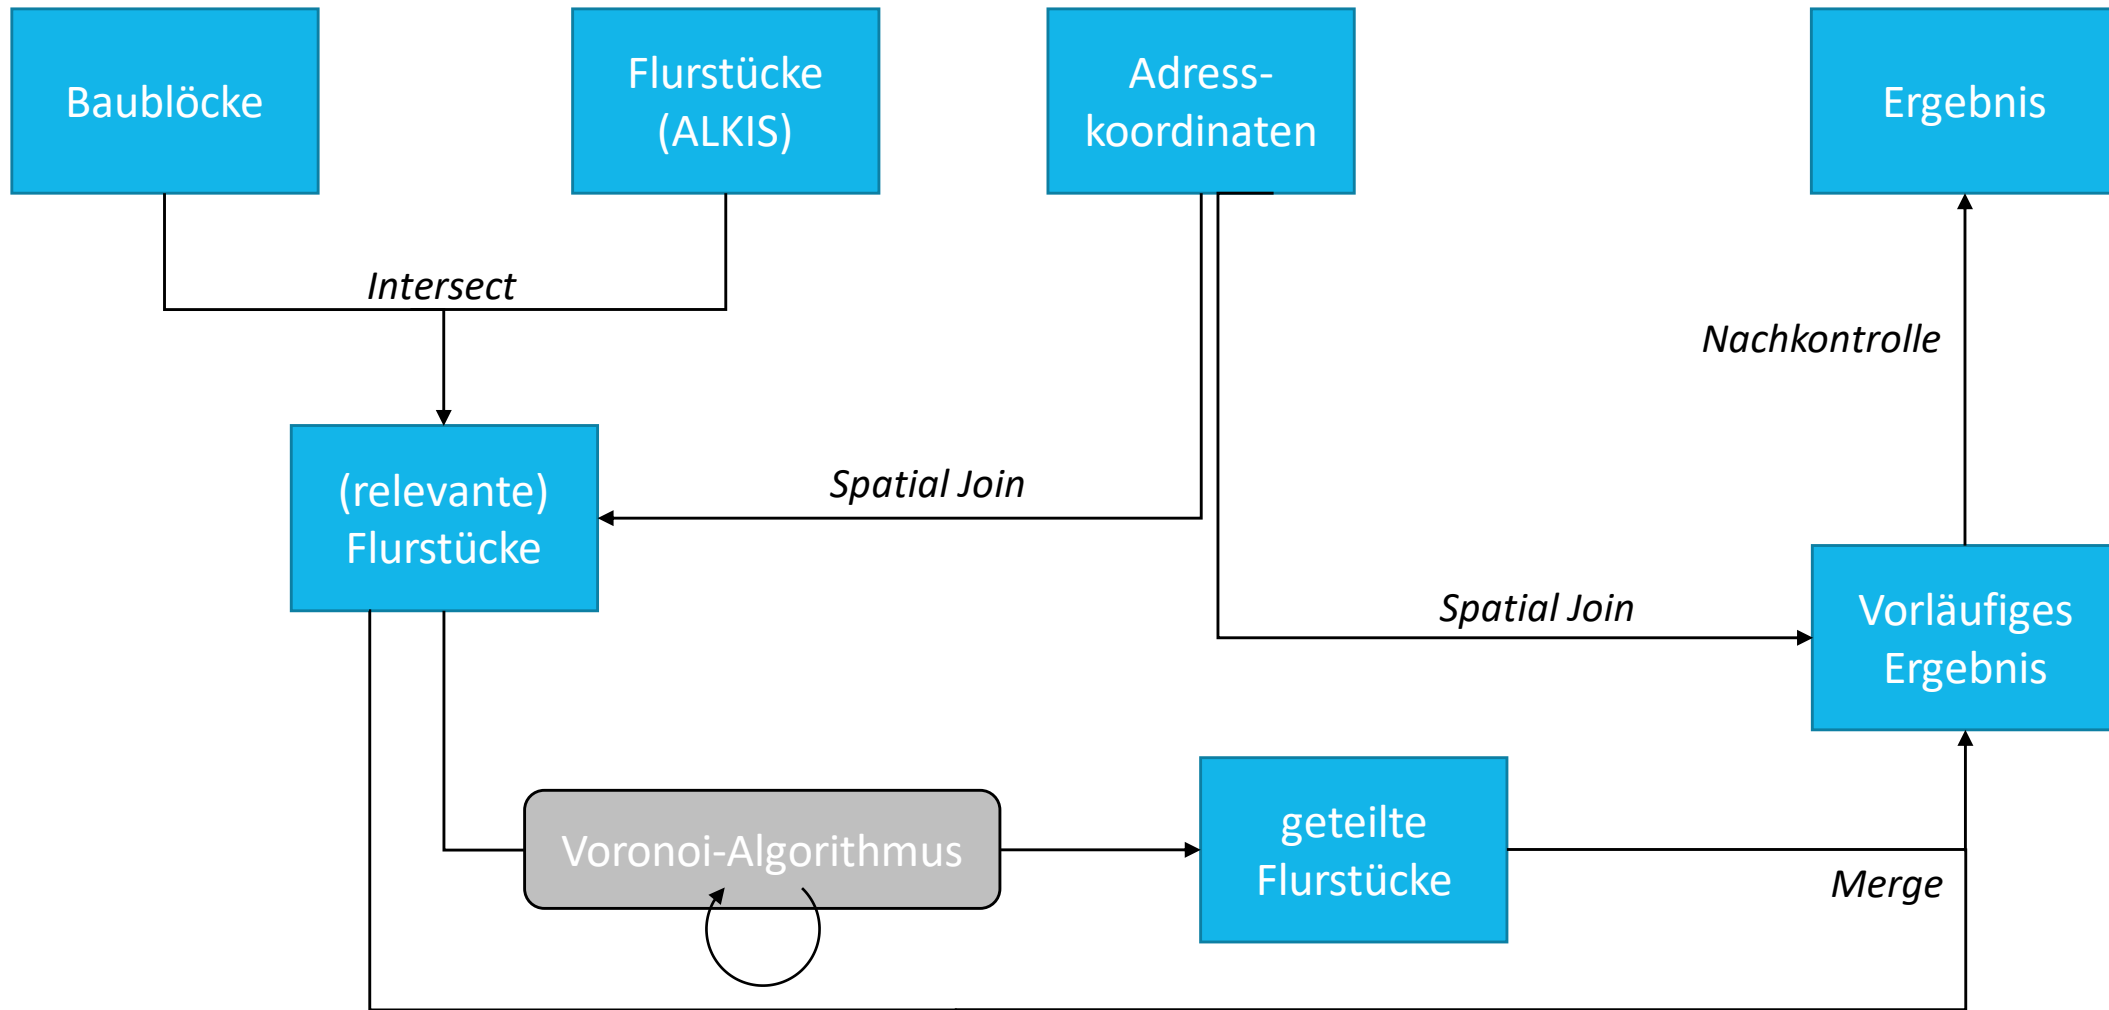 Baublöcke
Flurstücke
(ALKIS)
Adress-
koordinaten
Ergebnis
Intersect
Nachkontrolle
(relevante)
Flurstücke
Spatial Join
Spatial Join
Vorläufiges
Ergebnis
Voronoi-Algorithmus
geteilte
Flurstücke
Merge